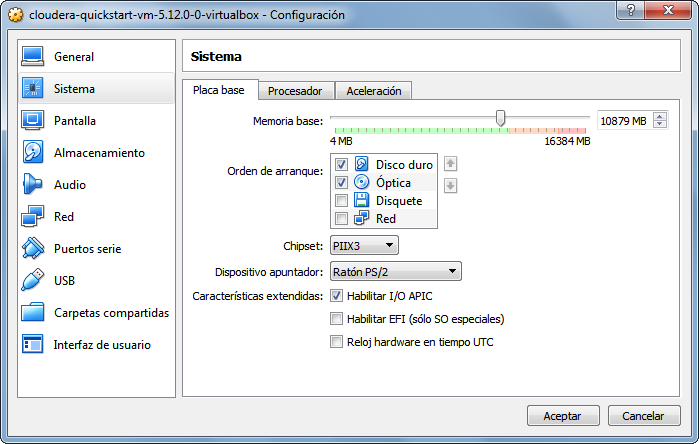 cloudera-quickstart-vm-5.12.0-0-virtualbox - Configuración
General
Sistema
Pantalla
Almacenamiento
Audio
Red
Puertos serie
USB
Carpetas compartidas
Interfaz de usuario
Sistema
Placa base Procesador Aceleración
Memoria base: 10879 MB
4 MB 16384 MB
Orden de arranque: Disco duro
Óptica
Disquete
Red
Chipset: PIIX3
Dispositivo apuntador: Ratón PS/2
Características extendidas: Habilitar I/O APIC
Habilitar EFI (sólo SO especiales)
Reloj hardware en tiempo UTC
Aceptar Cancelar